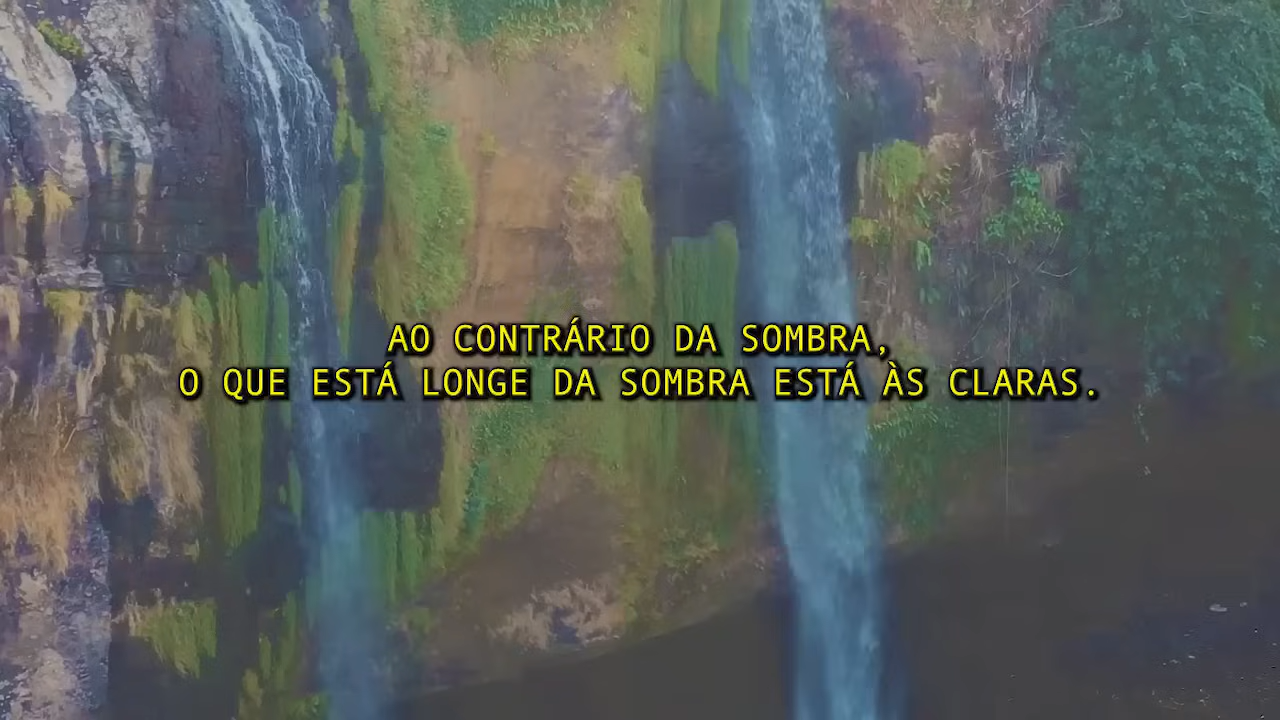 AO CONTRÁRIO DA SOMBRA,
O QUE ESTÁ LONGE DA SOMBRA ESTÁ ÀS CLARAS.